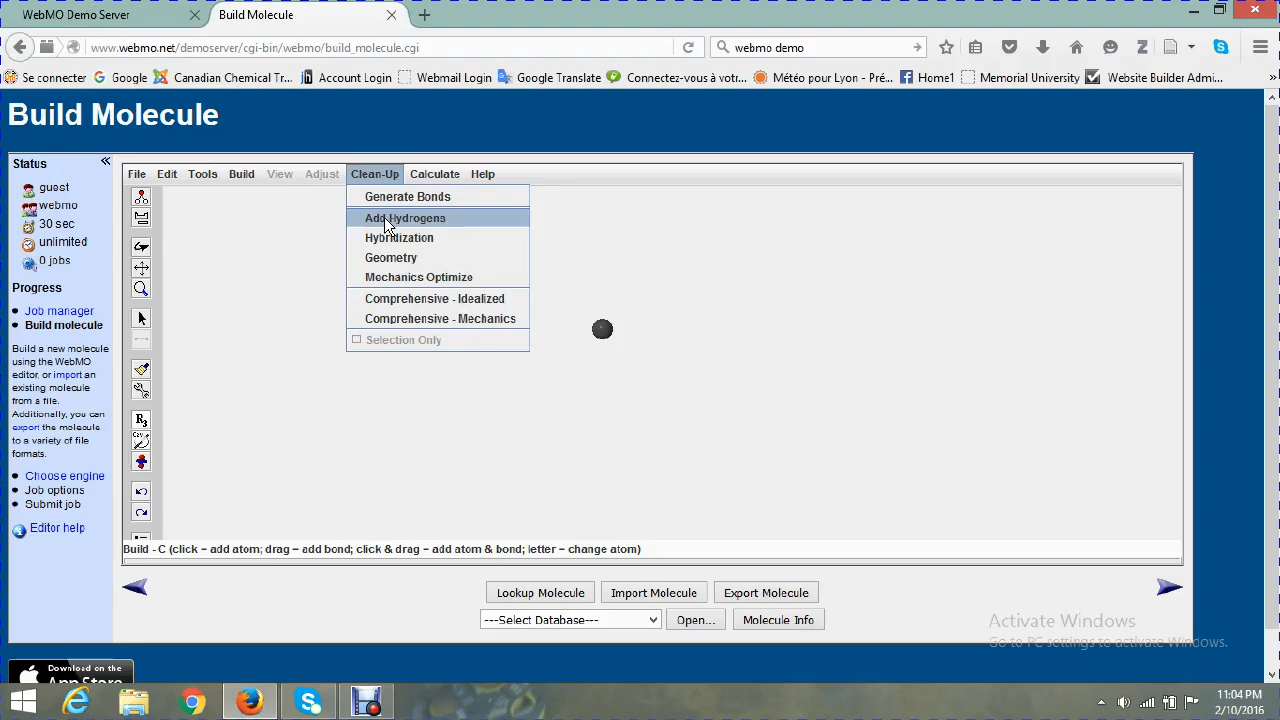 WebMO Demo Server
Build Molecule
www.webmo.net/demoserver/cgi-bin/webmo/build_molecule.cgi
webmo demo
Se connecter
Google
Canadian Chemical Tr...
Account Login
Webmail Login
Google Translate
Connectez-vous à...
Météo pour Lyon - Pré...
Home1
Memorial University
Website Builder Admi...
Build Molecule
Status
guest
webmo
30 sec
unlimited
0 jobs
Progress
Job manager
Build molecule
Build a new molecule
using the WebMO
editor, or import an
existing molecule
from a file.
Additionally, you can
export the molecule
to a variety of file
formats.
Choose engine
Job options
Submit job
Editor help
File Edit Tools Build View Adjust Clean-Up Calculate Help
Generate Bonds
Add Hydrogens
Hybridization
Geometry
Mechanics Optimize
Comprehensive - Idealized
Comprehensive - Mechanics
Selection Only
Build - C (click = add atom; drag = add bond; click & drag = add atom & bond; letter = change atom)
Lookup Molecule Import Molecule Export Molecule
---Select Database--- Open... Molecule Info
Activate Windows
Go to PC settings to activate Windows.
Download on the
App Store
11:04 PM
2/10/2016